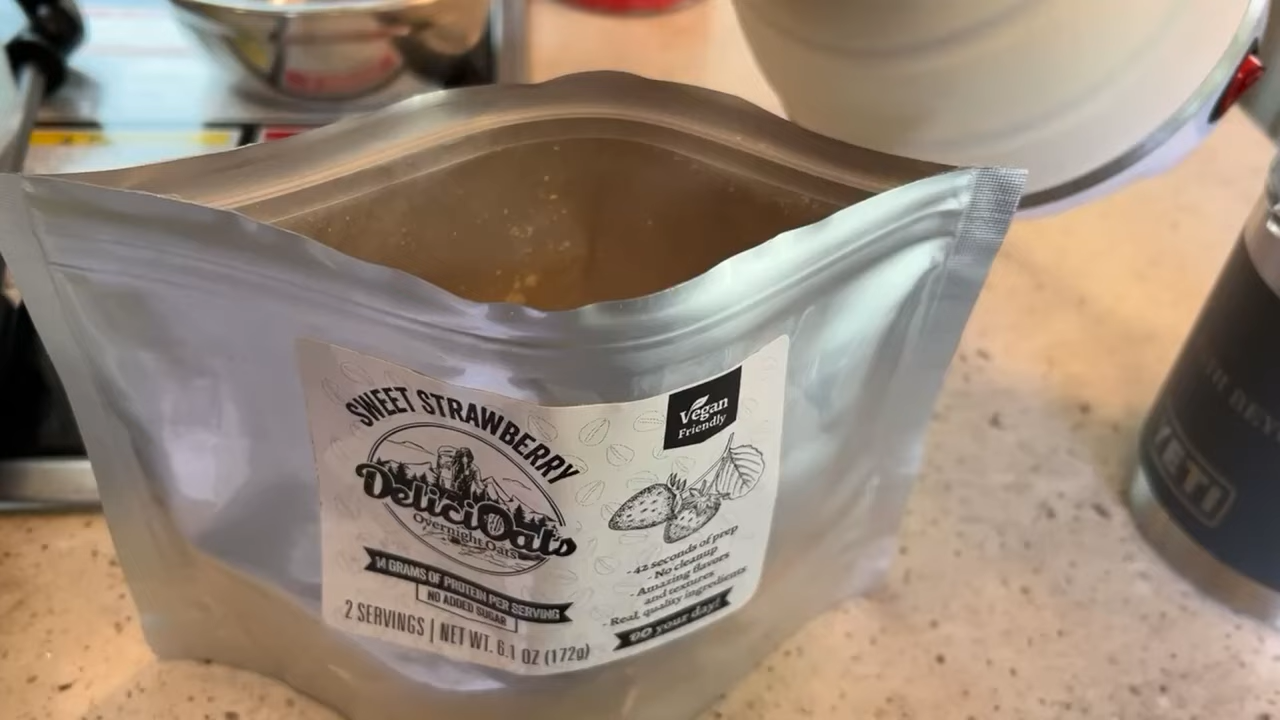 SWEET STRAWBERRY
DeliciOats
Overnight Oats
14 GRAMS OF PROTEIN PER SERVING
NO ADDED SUGAR
2 SERVINGS | NET WT. 6.1 OZ (172g)
Vegan
Friendly
- 42 seconds of prep
- No cleanup
- Amazing flavors
and textures
- Real, quality ingredients
GO your day!
YETI